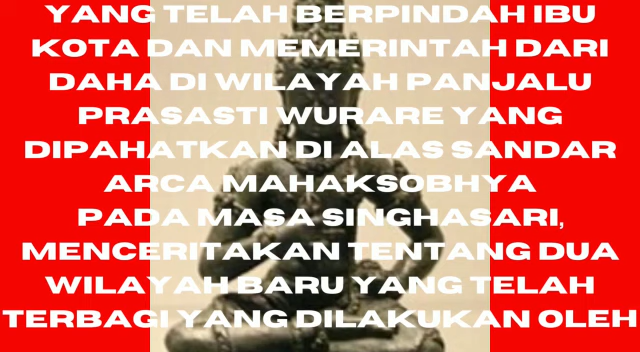 YANG TELAH BERPINDAH IBU
KOTA DAN MEMERINTAH DARI
DAHA DI WILAYAH PANJALU
PRASASTI WURARE YANG
DIPAHATKAN DI ALAS SANDAR
ARCA MAHAKSOBHYA
PADA MASA SINGHASARI,
MENCERITAKAN TENTANG DUA
WILAYAH BARU YANG TELAH
TERBAGI YANG DILAKUKAN OLEH